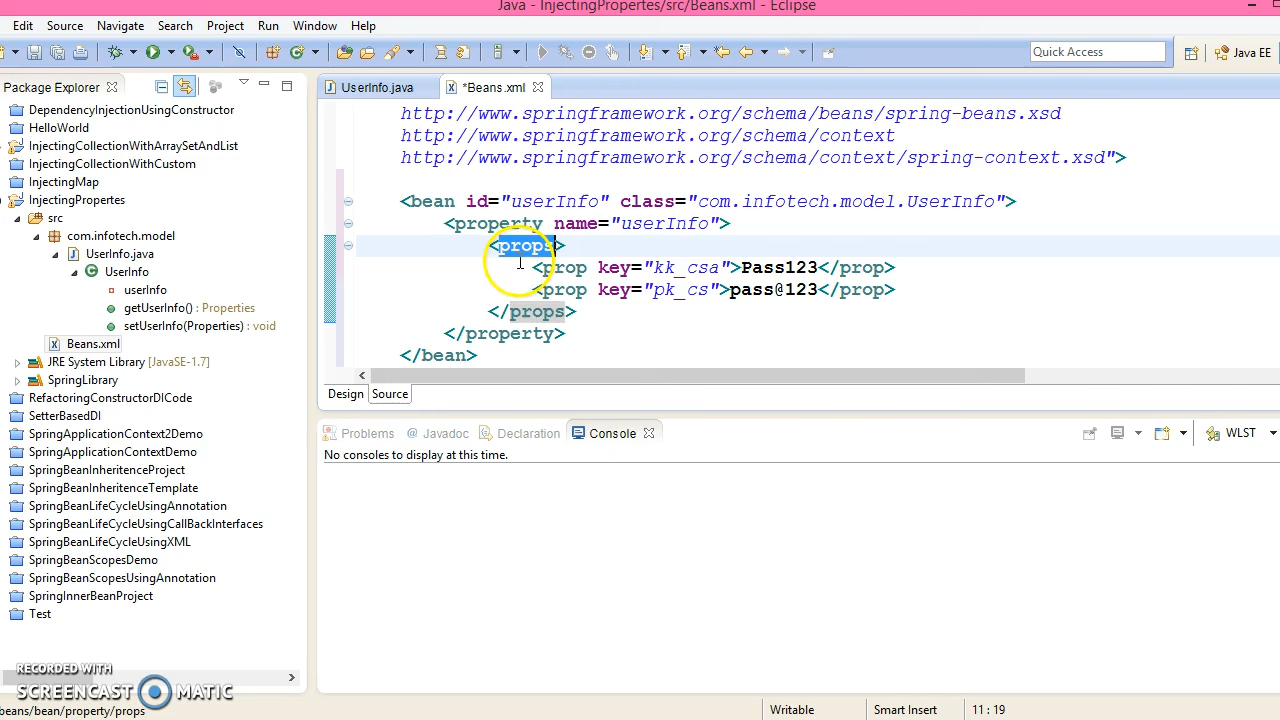 Java - InjectingPropertes/src/Beans.xml - Eclipse
Edit Source Navigate Search Project Run Window Help
Quick Access
Java EE
Package Explorer
UserInfo.java
*Beans.xml
DependencyInjectionUsingConstructor
HelloWorld
InjectingCollectionWithArraySetAndList
InjectingCollectionWithCustom
InjectingMap
InjectingPropertes
src
com.infotech.model
UserInfo.java
UserInfo
userInfo
getUserInfo() : Properties
setUserInfo(Properties) : void
Beans.xml
JRE System Library [JavaSE-1.7]
SpringLibrary
RefactoringConstructorDICode
SetterBasedDI
SpringApplicationContext2Demo
SpringApplicationContextDemo
SpringBeanInheritenceProject
SpringBeanInheritenceTemplate
SpringBeanLifeCycleUsingAnnotation
SpringBeanLifeCycleUsingCallBackInterfaces
SpringBeanLifeCycleUsingXML
SpringBeanScopesDemo
SpringBeanScopesUsingAnnotation
SpringInnerBeanProject
Test
http://www.springframework.org/schema/beans/spring-beans.xsd
http://www.springframework.org/schema/context
http://www.springframework.org/schema/context/spring-context.xsd">
<bean id="userInfo" class="com.infotech.model.UserInfo">
<property name="userInfo">
<props>
<prop key="kk_csa">Pass123</prop>
<prop key="pk_cs">pass@123</prop>
</props>
</property>
</bean>
Design Source
Problems @ Javadoc Declaration Console
WLST
No consoles to display at this time.
RECORDED WITH
SCREENCAST MATIC
beans/bean/property/props
Writable Smart Insert 11 : 19